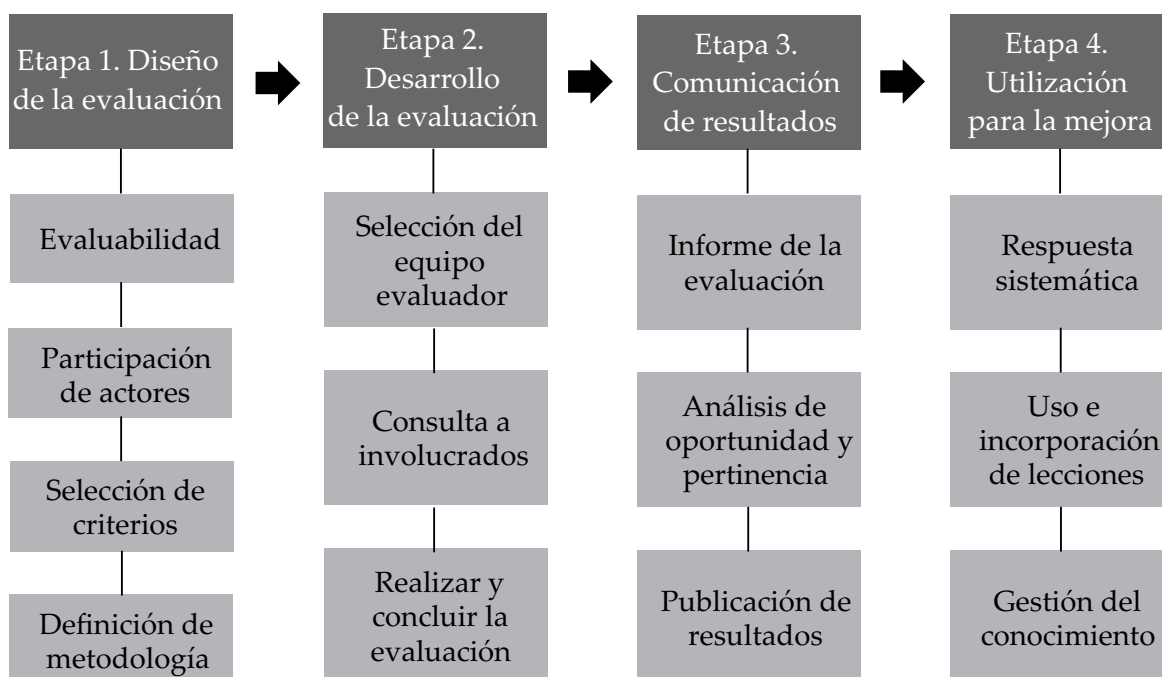 Etapa 1. Diseño
de la evaluación
Evaluabilidad
Participación
de actores
Selección de
criterios
Definición de
metodología
Etapa 2.
Desarrollo
de la evaluación
Selección del
equipo
evaluador
Consulta a
involucrados
Realizar y
concluir la
evaluación
Etapa 3.
Comunicación
de resultados
Informe de la
evaluación
Análisis de
oportunidad y
pertinencia
Publicación de
resultados
Etapa 4.
Utilización
para la mejora
Respuesta
sistemática
Uso e
incorporación
de lecciones
Gestión del
conocimiento